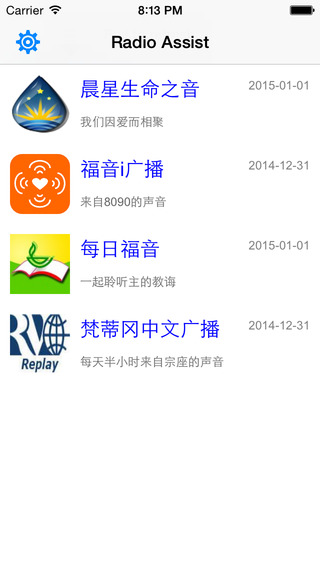 Carrier 8:13 PM
Radio Assist
晨星生命之音 2015-01-01
我们因爱而相聚
福音i广播 2014-12-31
来自8090的声音
每日福音 2015-01-01
一起聆听主的教诲
梵蒂冈中文广播 2014-12-31
RV
Replay
每天半小时来自宗座的声音